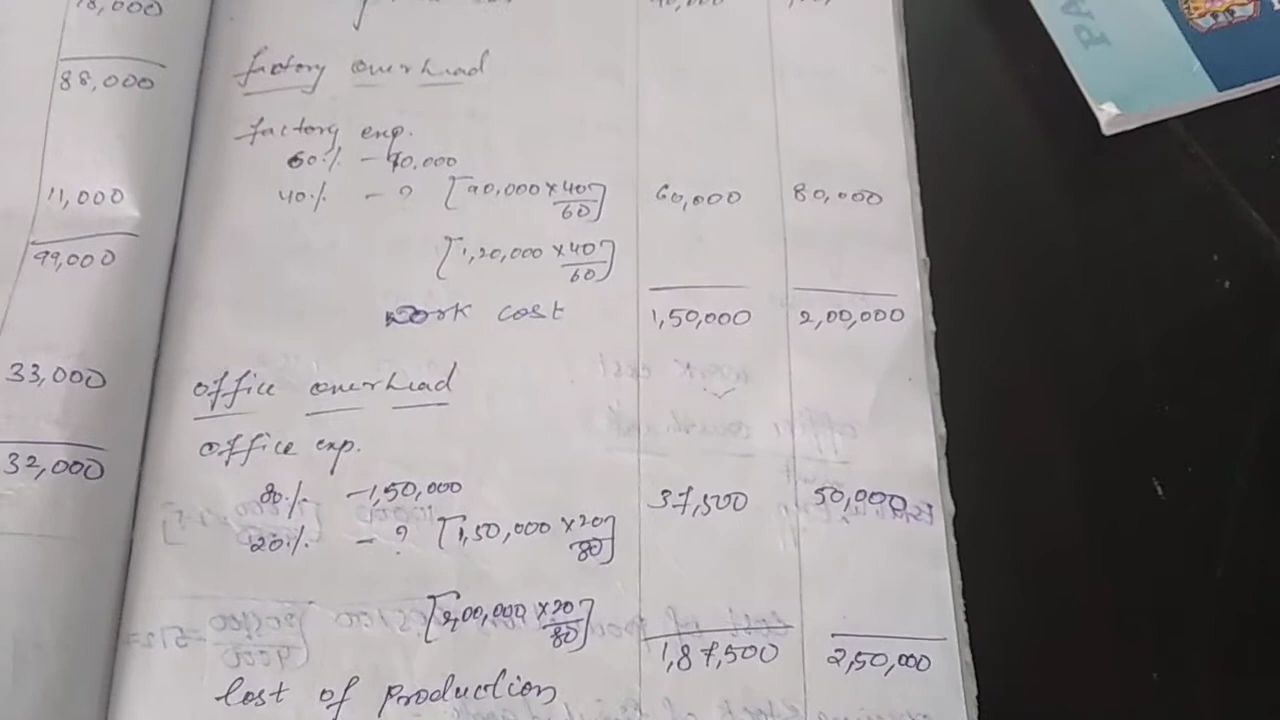 18,000
88,000
11,000
99,000
33,000
32,000
factory overhead
factory exp.
60% - 90,000
40% - ? [90,000 × 40/60] 60,000 80,000
[1,20,000 × 40/60]
work cost 1,50,000 2,00,000
office overhead
office exp.
80% - 1,50,000 37,500 50,000
20% - ? [1,50,000 × 20/80]
[2,00,000 × 20/80]
1,87,500 2,50,000
Cost of production
PA